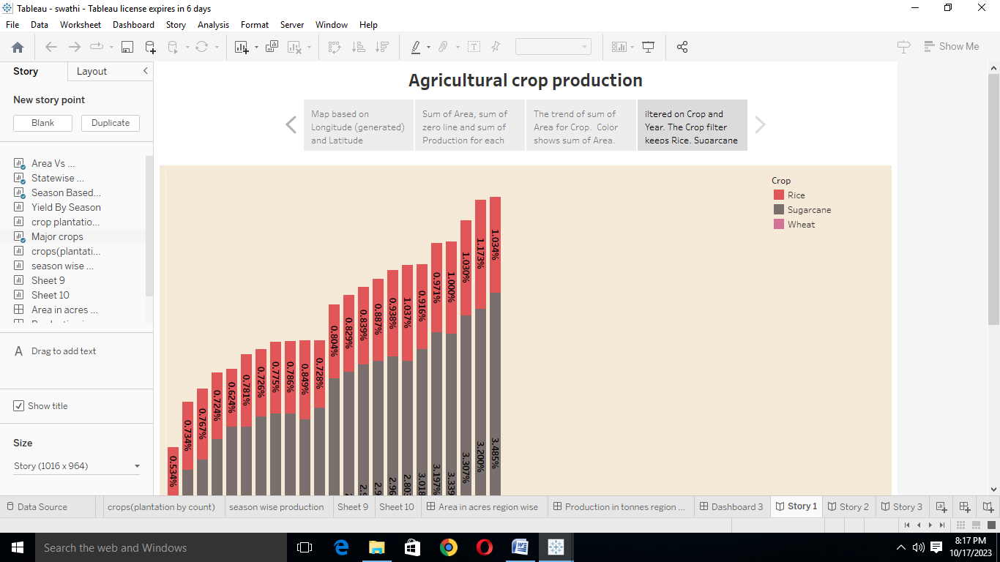 Tableau - swathi - Tableau license expires in 6 days
File Data Worksheet Dashboard Story Analysis Format Server Window Help
Show Me
Story Layout
New story point
Blank Duplicate
Area Vs ...
Statewise ...
Season Based...
Yield By Season
crop plantatio...
Major crops
crops(plantati...
season wise ...
Sheet 9
Sheet 10
Area in acres ...
A Drag to add text
Show title
Size
Story (1016 x 964)
Agricultural crop production
Map based on
Longitude (generated)
and Latitude
Sum of Area, sum of
zero line and sum of
Production for each
The trend of sum of
Area for Crop. Color
shows sum of Area.
iltered on Crop and
Year. The Crop filter
keeps Rice, Sugarcane
Crop
Rice
Sugarcane
Wheat
0.534%
0.734%
0.767%
0.724%
0.624%
0.781%
0.726%
0.775%
0.786%
0.849%
0.728%
0.804%
0.829%
0.839%
0.887%
0.938%
1.037%
0.916%
0.971%
1.000%
1.030%
1.173%
1.034%
2.9
2.96
2.803
3.018
3.197%
3.339
3.307%
3.200%
3.485%
Data Source crops(plantation by count) season wise production Sheet 9 Sheet 10 Area in acres region wise Production in tonnes region ... Dashboard 3 Story 1 Story 2 Story 3
Search the web and Windows
8:17 PM
10/17/2023